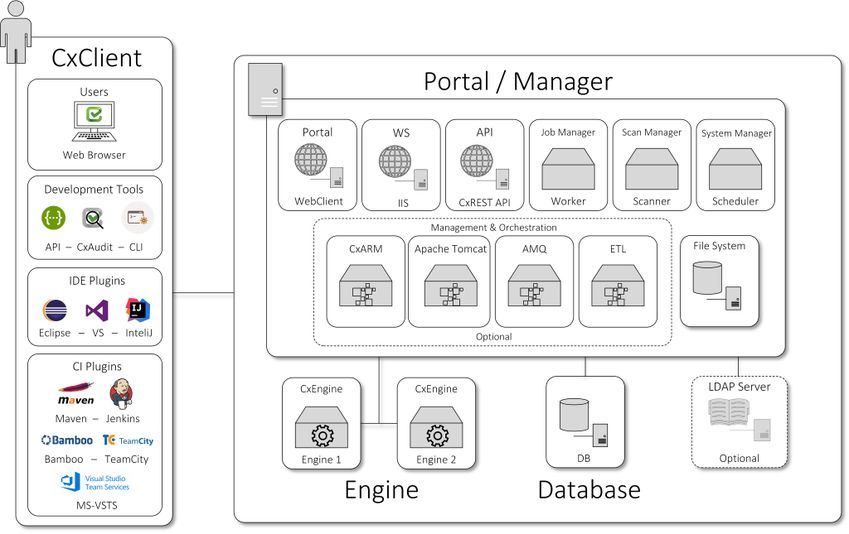 CxClient
Users
Web Browser
Development Tools
API – CxAudit – CLI
IDE Plugins
IJ
Eclipse – VS – InteliJ
CI Plugins
Maven
Maven – Jenkins
Bamboo TC TeamCity
Bamboo – TeamCity
Visual Studio
Team Services
MS-VSTS
Portal / Manager
Portal
WebClient
WS
IIS
API
CxREST API
Job Manager
Worker
Scan Manager
Scanner
System Manager
Scheduler
Management & Orchestration
CxARM
Apache Tomcat
AMQ
ETL
Optional
File System
CxEngine
Engine 1
CxEngine
Engine 2
Engine
DB
Database
LDAP Server
Optional